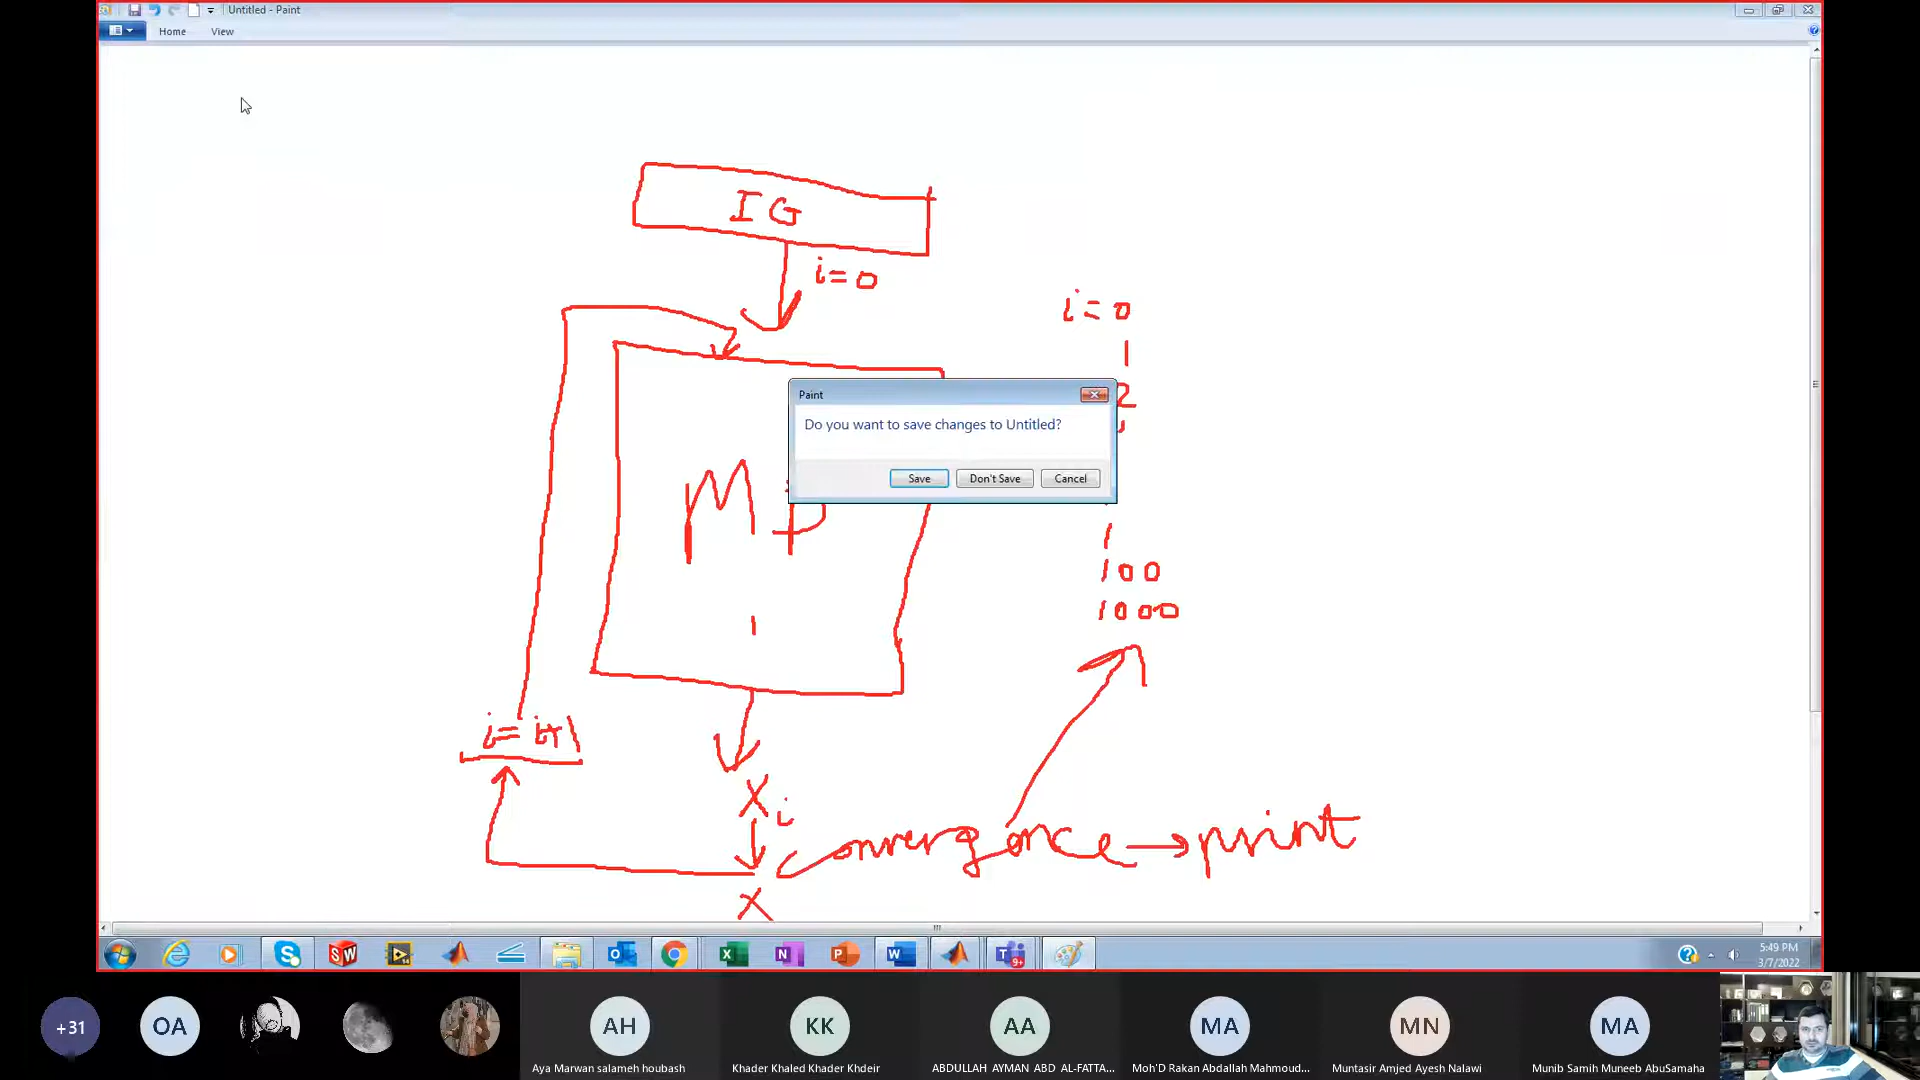 Untitled - Paint
Home View
IG
i=0
i=0
1
2
Paint
Do you want to save changes to Untitled?
Save Don't Save Cancel
100
1000
i=i+1
Xi
convergence → print
X
5:49 PM
3/7/2022
+31
OA
AH
KK
AA
MA
MN
MA
Aya Marwan salameh houbash
Khader Khaled Khader Khdeir
ABDULLAH AYMAN ABD AL-FATTA...
Moh'D Rakan Abdallah Mahmoud...
Muntasir Amjed Ayesh Nalawi
Munib Samih Muneeb AbuSamaha